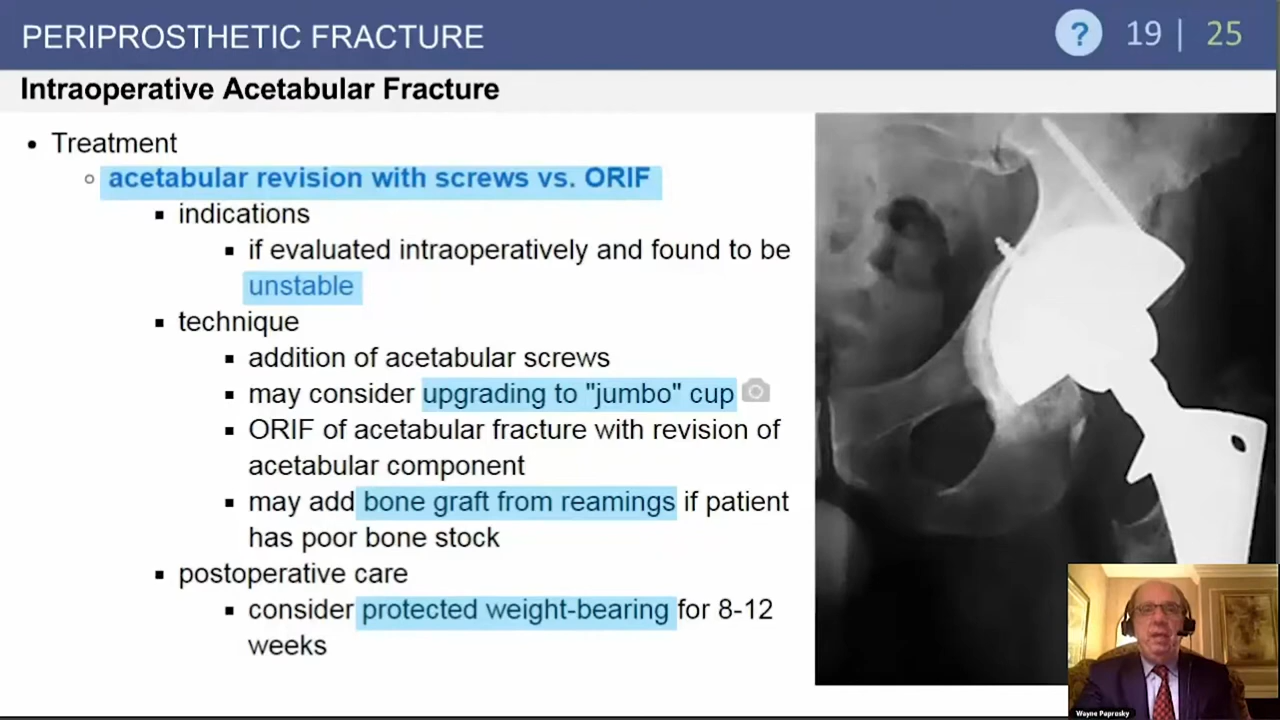 PERIPROSTHETIC FRACTURE
? 19 | 25
Intraoperative Acetabular Fracture
• Treatment
○ acetabular revision with screws vs. ORIF
▪ indications
▪ if evaluated intraoperatively and found to be
unstable
▪ technique
▪ addition of acetabular screws
▪ may consider upgrading to "jumbo" cup
▪ ORIF of acetabular fracture with revision of
acetabular component
▪ may add bone graft from reamings if patient
has poor bone stock
▪ postoperative care
▪ consider protected weight-bearing for 8-12
weeks
Wayne Paprosky